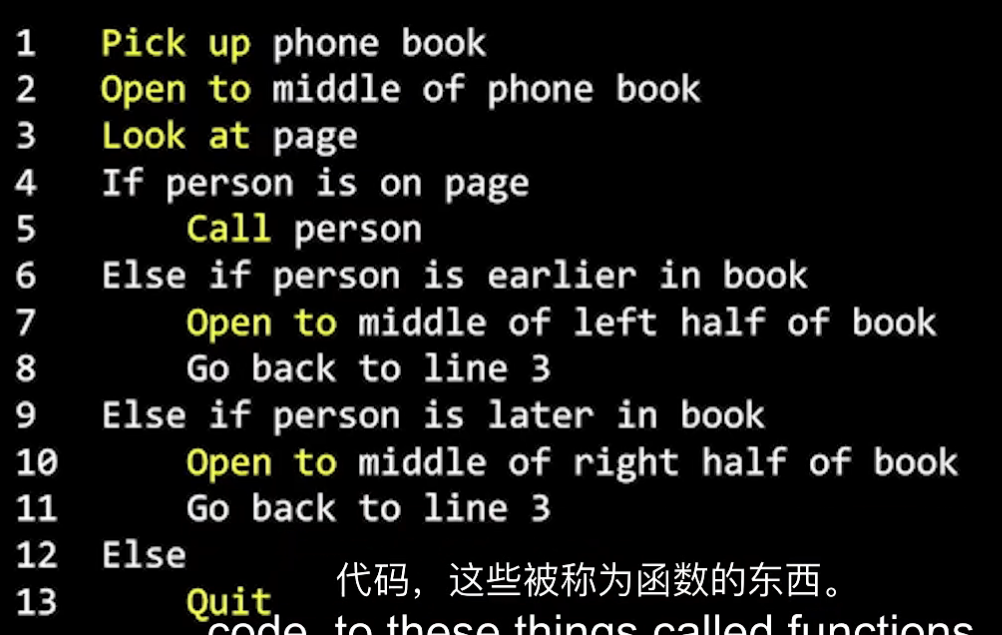 1 Pick up phone book
2 Open to middle of phone book
3 Look at page
4 If person is on page
5 Call person
6 Else if person is earlier in book
7 Open to middle of left half of book
8 Go back to line 3
9 Else if person is later in book
10 Open to middle of right half of book
11 Go back to line 3
12 Else
13 Quit
代码，这些被称为函数的东西。
code, to these things called functions